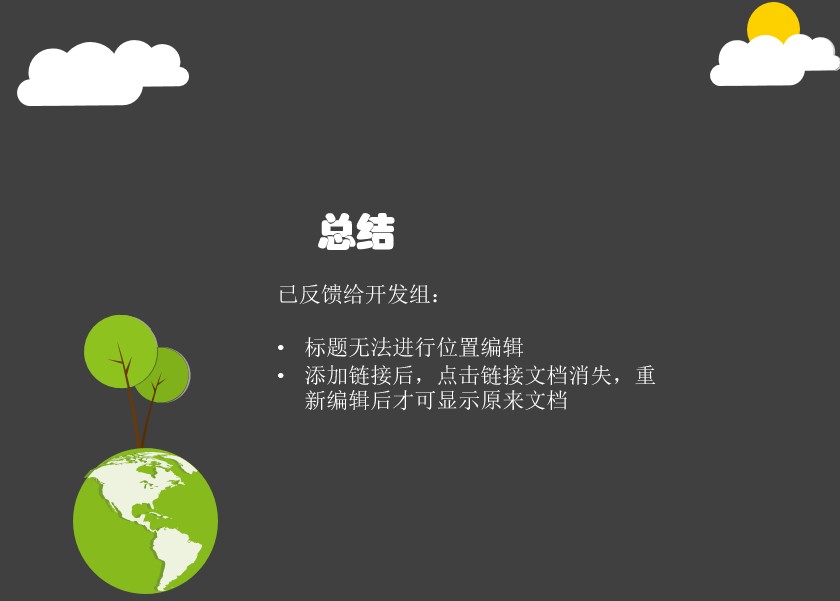 总结
已反馈给开发组：
• 标题无法进行位置编辑
• 添加链接后，点击链接文档消失，重
新编辑后才可显示原来文档